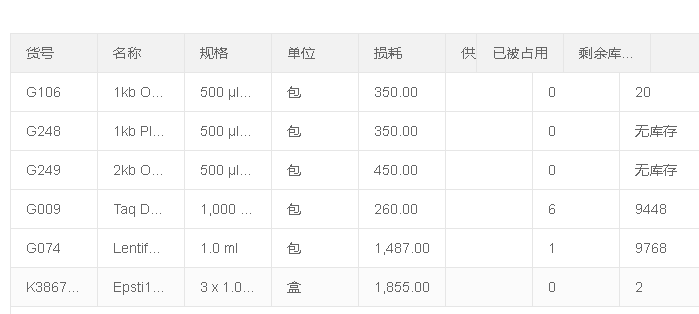 货号 名称 规格 单位 损耗 供 已被占用 剩余库...
G106 1kb O... 500 µl... 包 350.00 0 20
G248 1kb Pl... 500 µl... 包 350.00 0 无库存
G249 2kb O... 500 µl... 包 450.00 0 无库存
G009 Taq D... 1,000 ... 包 260.00 6 9448
G074 Lentif... 1.0 ml 包 1,487.00 1 9768
K3867... Epsti1... 3 x 1.0... 盒 1,855.00 0 2